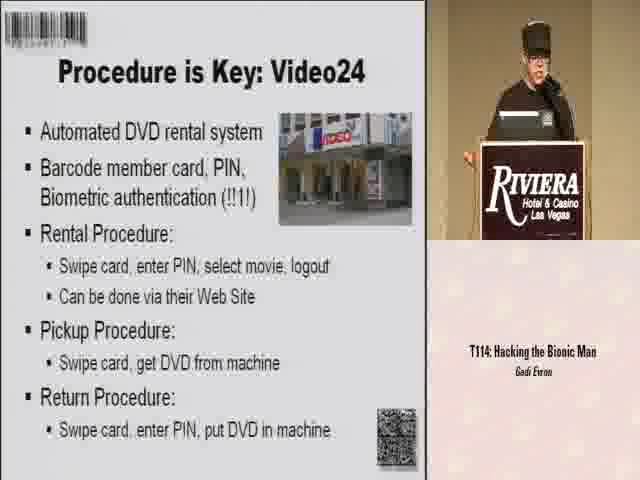 Procedure is Key: Video24
Automated DVD rental system
Barcode member card, PIN,
Biometric authentication (!!1!)
Rental Procedure:
Swipe card, enter PIN, select movie, logout
Can be done via their Web Site
Pickup Procedure:
Swipe card, get DVD from machine
Return Procedure:
Swipe card, enter PIN, put DVD in machine
VIDEO
RIVIERA
Hotel & Casino
Las Vegas
T114: Hacking the Bionic Man
Gadi Evron